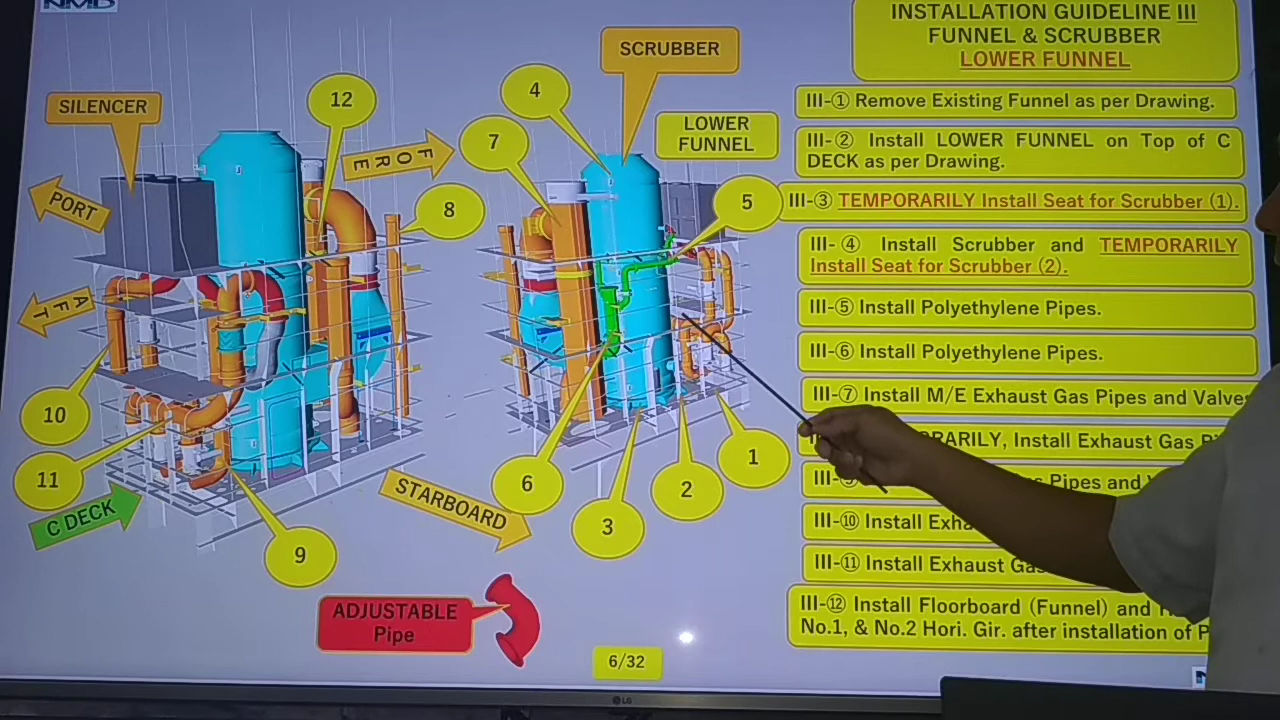 NMD
INSTALLATION GUIDELINE III
FUNNEL & SCRUBBER
LOWER FUNNEL
SCRUBBER
SILENCER
LOWER
FUNNEL
PORT
AFT
FORE
STARBOARD
C DECK
4
12
7
8
5
10
11
6
1
2
3
9
III-① Remove Existing Funnel as per Drawing.
III-② Install LOWER FUNNEL on Top of C
DECK as per Drawing.
III-③ TEMPORARILY Install Seat for Scrubber (1).
III-④ Install Scrubber and TEMPORARILY
Install Seat for Scrubber (2).
III-⑤ Install Polyethylene Pipes.
III-⑥ Install Polyethylene Pipes.
III-⑦ Install M/E Exhaust Gas Pipes and Valve
RARILY, Install Exhaust Gas
Pipes and
III-⑩ Install
III-⑪ Install Exhaust
III-⑫ Install Floorboard (Funnel) and
No.1, & No.2 Hori. Gir. after installation of
ADJUSTABLE
Pipe
6/32
LG